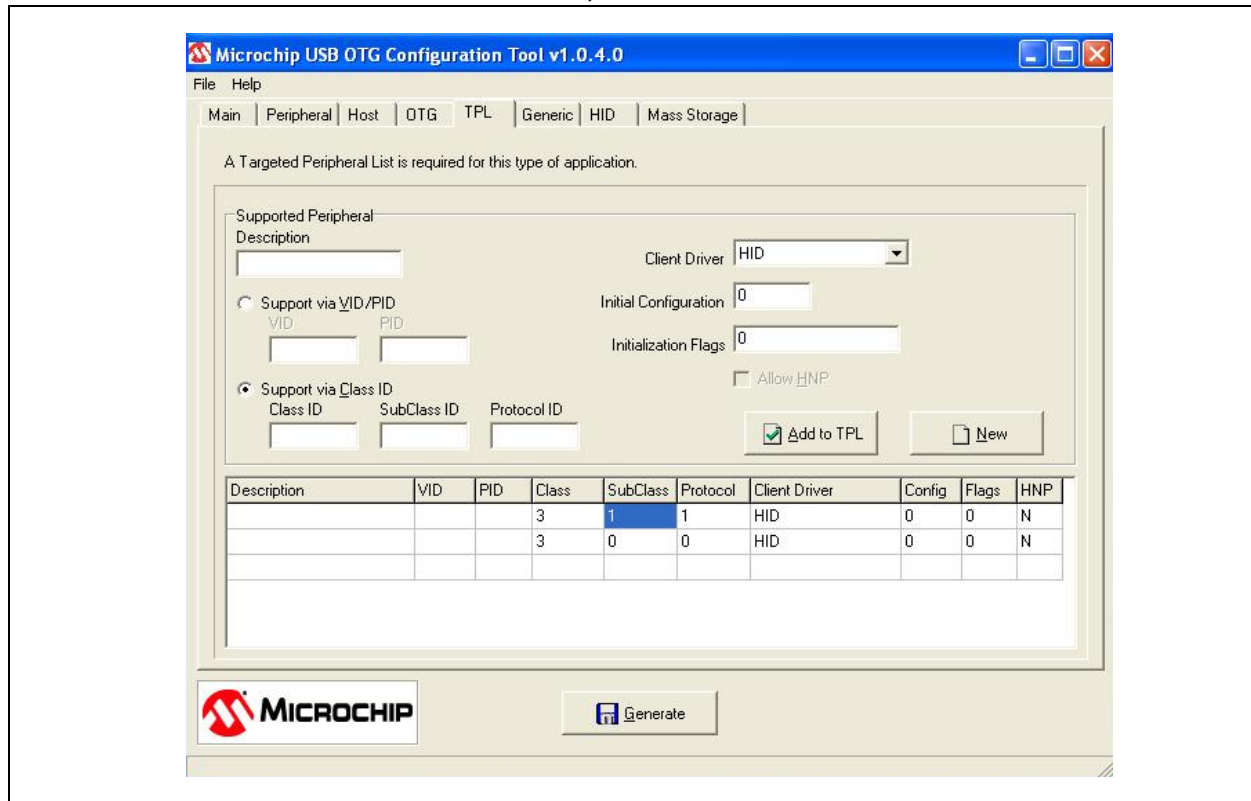 Microchip USB OTG Configuration Tool v1.0.4.0
File Help
Main Peripheral Host OTG TPL Generic HID Mass Storage
A Targeted Peripheral List is required for this type of application.
Supported Peripheral
Description
Client Driver HID
Support via VID/PID
Initial Configuration 0
VID PID
Initialization Flags 0
Allow HNP
Support via Class ID
Class ID SubClass ID Protocol ID
Add to TPL New
Description VID PID Class SubClass Protocol Client Driver Config Flags HNP
3 1 1 HID 0 0 N
3 0 0 HID 0 0 N
MICROCHIP
Generate